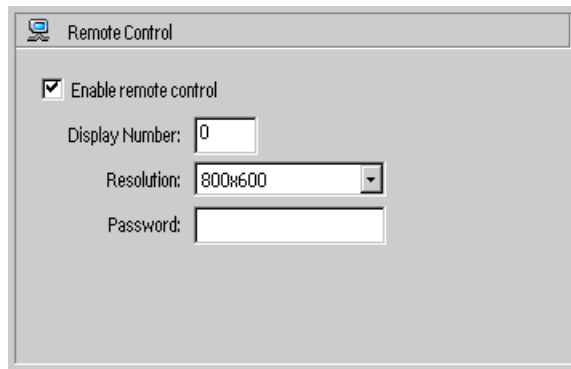 Remote Control
Enable remote control
Display Number: 0
Resolution: 800x600
Password: